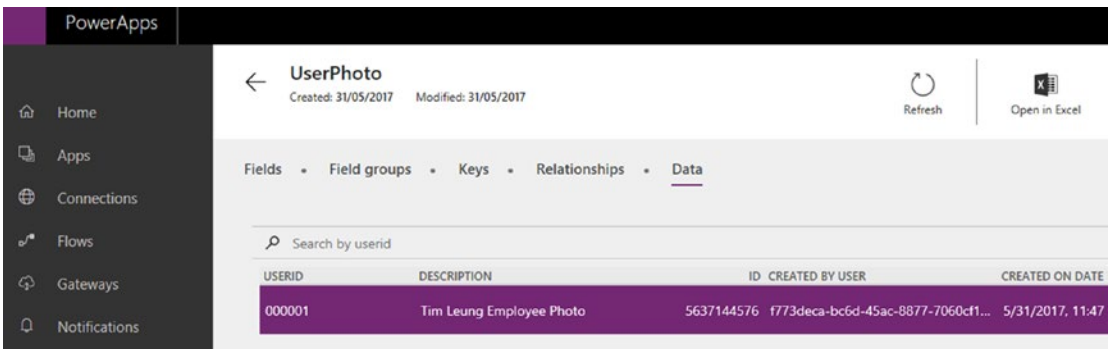 PowerApps
UserPhoto
Created: 31/05/2017 Modified: 31/05/2017
Refresh
Open in Excel
Home
Apps
Connections
Flows
Gateways
Notifications
Fields • Field groups • Keys • Relationships • Data
Search by userid
USERID DESCRIPTION ID CREATED BY USER CREATED ON DATE
000001 Tim Leung Employee Photo 5637144576 f773deca-bc6d-45ac-8877-7060cf1... 5/31/2017, 11:47